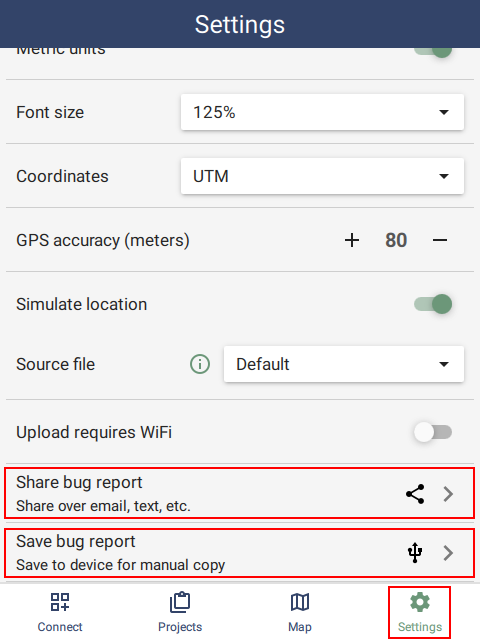 Settings
Metric units
Font size 125%
Coordinates UTM
GPS accuracy (meters) + 80 −
Simulate location
Source file Default
Upload requires WiFi
Share bug report
Share over email, text, etc.
Save bug report
Save to device for manual copy
Connect Projects Map Settings